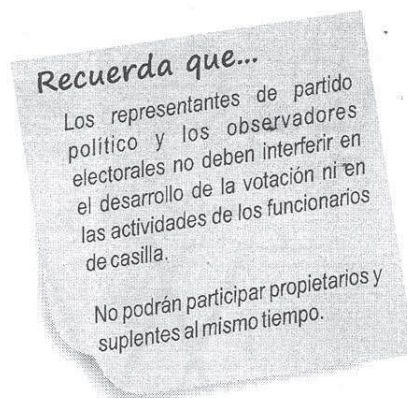 Recuerda que...
Los representantes de partido
político y los observadores
electorales no deben interferir en
el desarrollo de la votación ni en
las actividades de los funcionarios
de casilla.
No podrán participar propietarios y
suplentes al mismo tiempo.